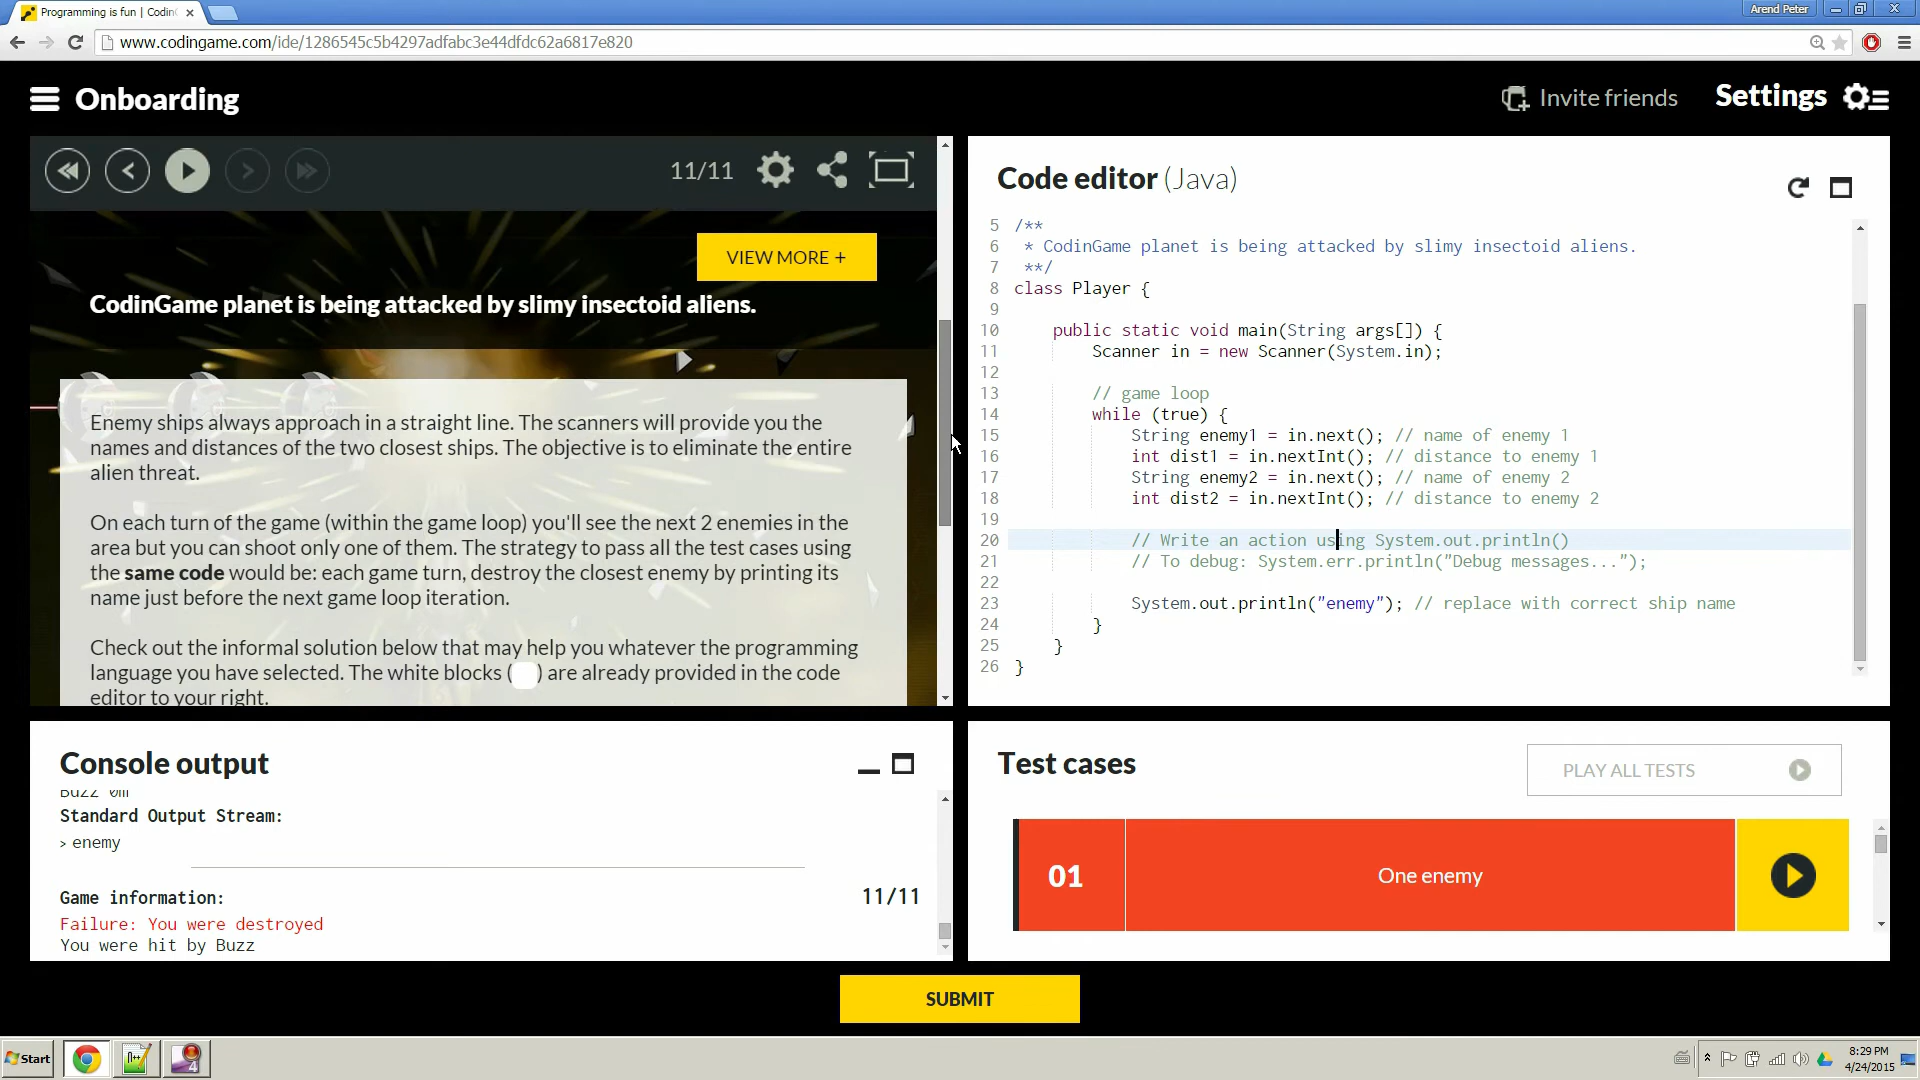 Programming is fun | Codin
Arend Peter
www.codingame.com/ide/1286545c5b4297adfabc3e44dfdc62a6817e820
Onboarding
Invite friends
Settings
11/11
VIEW MORE +
CodinGame planet is being attacked by slimy insectoid aliens.
Enemy ships always approach in a straight line. The scanners will provide you the
names and distances of the two closest ships. The objective is to eliminate the entire
alien threat.
On each turn of the game (within the game loop) you'll see the next 2 enemies in the
area but you can shoot only one of them. The strategy to pass all the test cases using
the same code would be: each game turn, destroy the closest enemy by printing its
name just before the next game loop iteration.
Check out the informal solution below that may help you whatever the programming
language you have selected. The white blocks ( ) are already provided in the code
editor to your right.
Code editor (Java)
5 /**
6 * CodinGame planet is being attacked by slimy insectoid aliens.
7 **/
8 class Player {
9
10 public static void main(String args[]) {
11 Scanner in = new Scanner(System.in);
12
13 // game loop
14 while (true) {
15 String enemy1 = in.next(); // name of enemy 1
16 int dist1 = in.nextInt(); // distance to enemy 1
17 String enemy2 = in.next(); // name of enemy 2
18 int dist2 = in.nextInt(); // distance to enemy 2
19
20 // Write an action using System.out.println()
21 // To debug: System.err.println("Debug messages...");
22
23 System.out.println("enemy"); // replace with correct ship name
24 }
25 }
26 }
Console output
Buzz 0m
Standard Output Stream:
> enemy
Game information:
11/11
Failure: You were destroyed
You were hit by Buzz
Test cases
PLAY ALL TESTS
01
One enemy
SUBMIT
Start
4
8:29 PM
4/24/2015